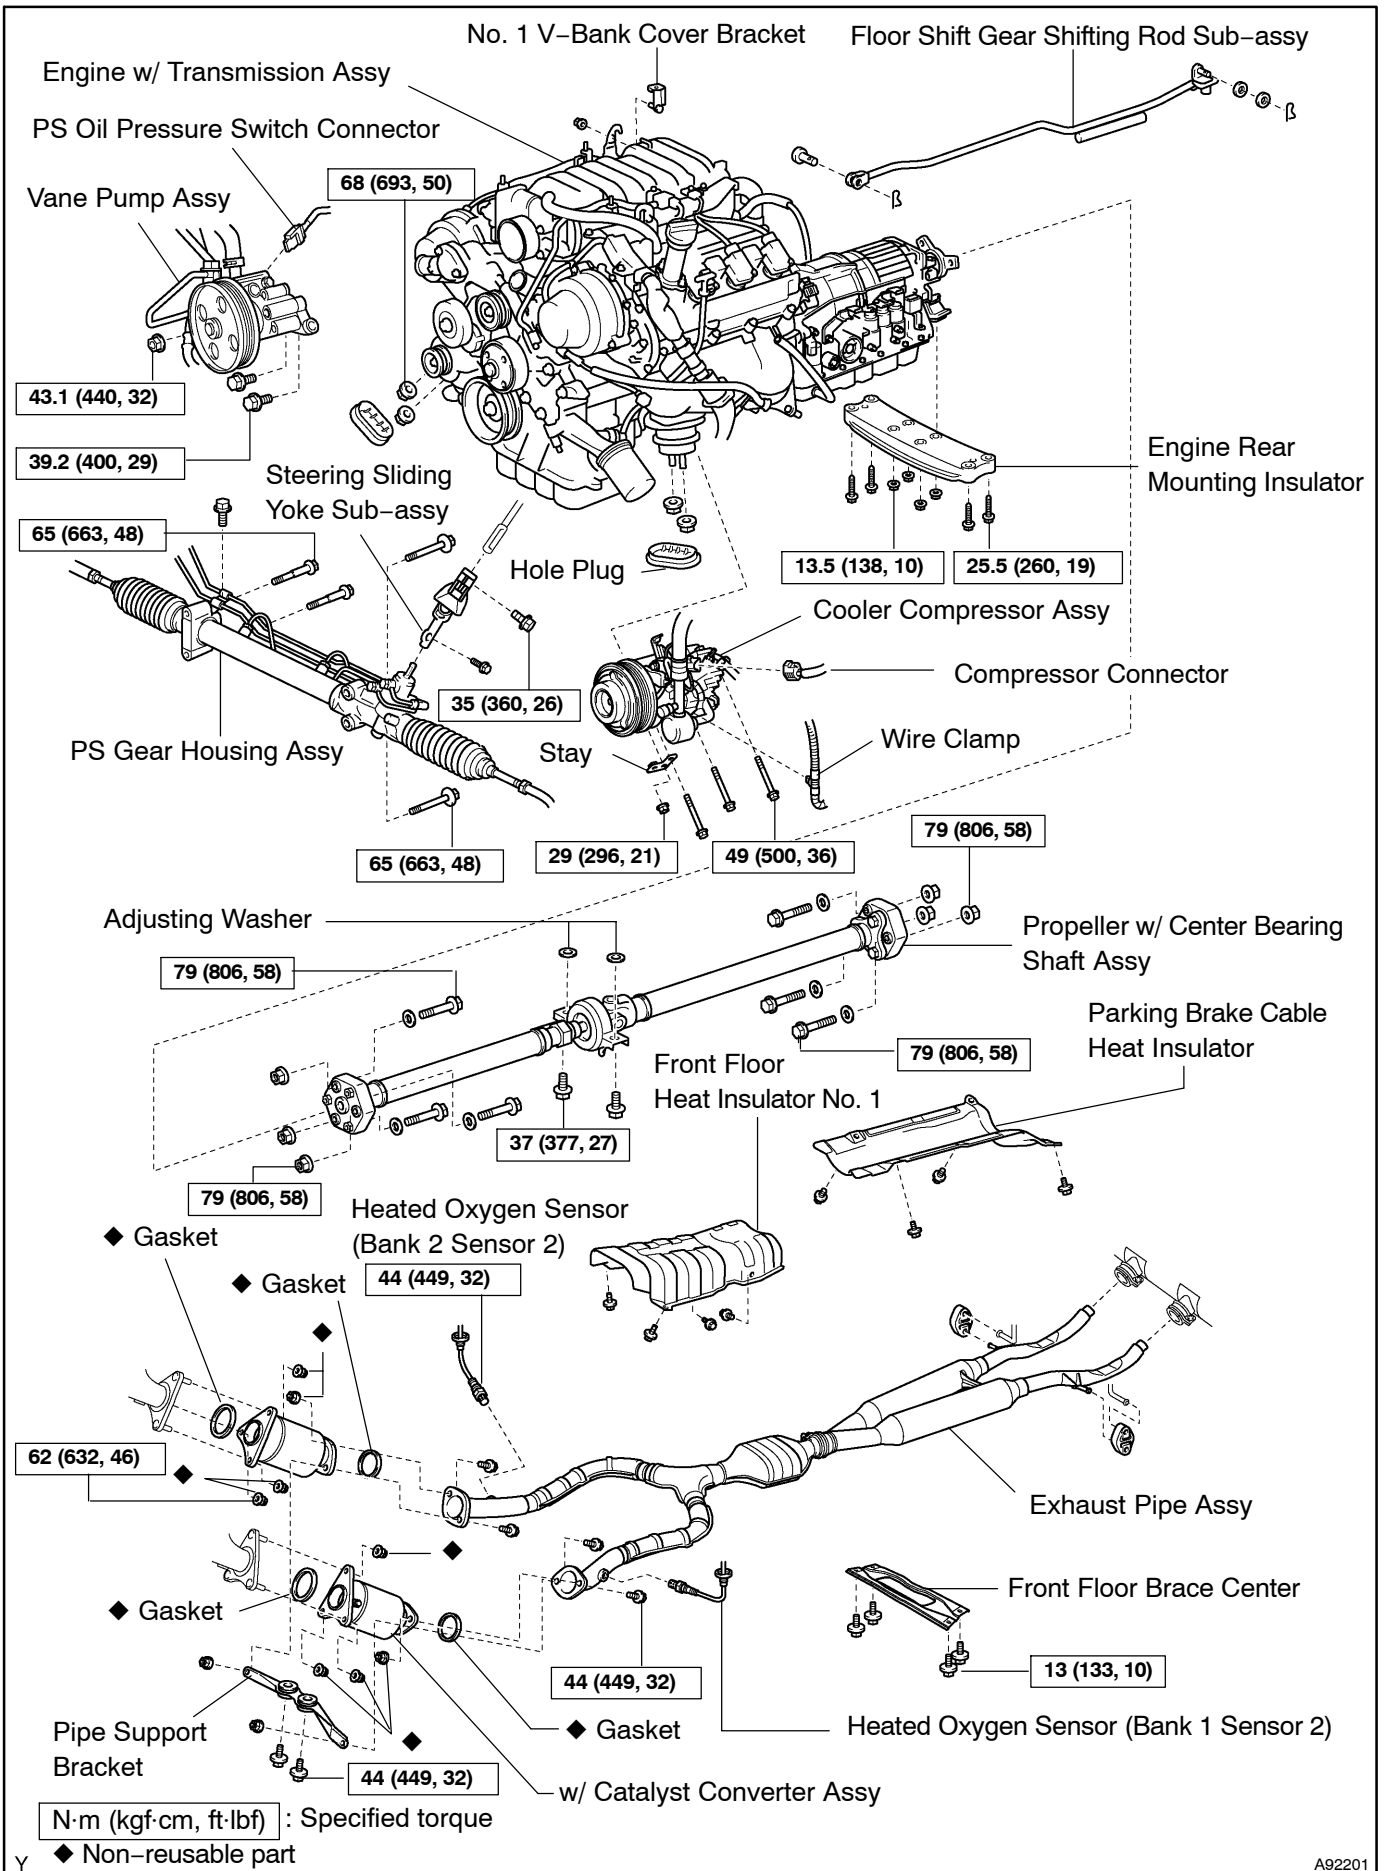 No. 1 V−Bank Cover Bracket
Floor Shift Gear Shifting Rod Sub−assy
Engine w/ Transmission Assy
PS Oil Pressure Switch Connector
68 (693, 50)
Vane Pump Assy
43.1 (440, 32)
39.2 (400, 29)
Steering Sliding
Yoke Sub−assy
Engine Rear
Mounting Insulator
65 (663, 48)
Hole Plug
13.5 (138, 10)
25.5 (260, 19)
Cooler Compressor Assy
Compressor Connector
35 (360, 26)
PS Gear Housing Assy
Stay
Wire Clamp
65 (663, 48)
29 (296, 21)
49 (500, 36)
79 (806, 58)
Adjusting Washer
Propeller w/ Center Bearing
Shaft Assy
79 (806, 58)
Parking Brake Cable
Heat Insulator
79 (806, 58)
Front Floor
Heat Insulator No. 1
37 (377, 27)
79 (806, 58)
Heated Oxygen Sensor
(Bank 2 Sensor 2)
◆ Gasket
44 (449, 32)
◆ Gasket
◆
62 (632, 46)
◆
Exhaust Pipe Assy
◆
Front Floor Brace Center
◆ Gasket
44 (449, 32)
13 (133, 10)
Pipe Support
Bracket
◆
◆ Gasket
Heated Oxygen Sensor (Bank 1 Sensor 2)
44 (449, 32)
w/ Catalyst Converter Assy
N·m (kgf·cm, ft·lbf) : Specified torque
◆ Non−reusable part
Y
A92201